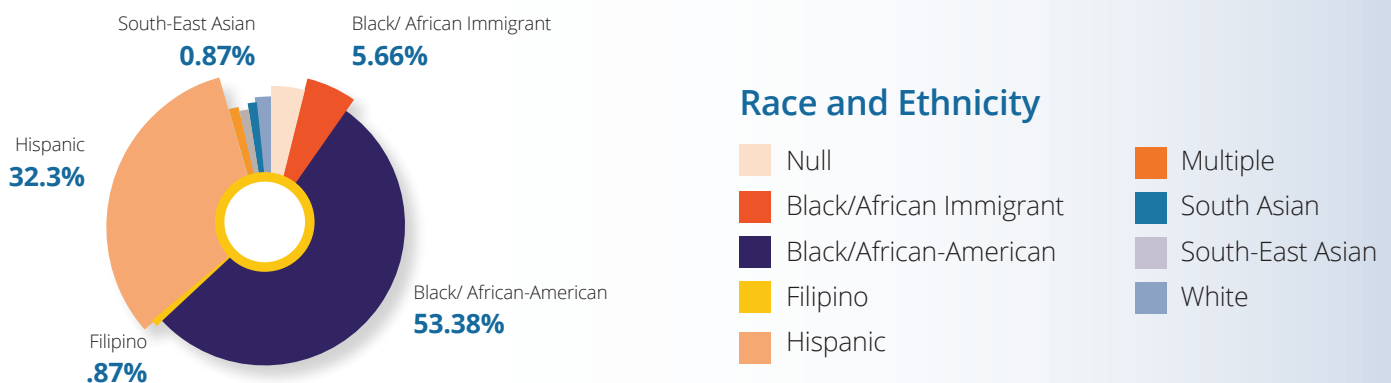 South-East Asian
0.87%
Black/ African Immigrant
5.66%
Hispanic
32.3%
Black/ African-American
53.38%
Filipino
.87%
Race and Ethnicity
Null
Black/African Immigrant
Black/African-American
Filipino
Hispanic
Multiple
South Asian
South-East Asian
White